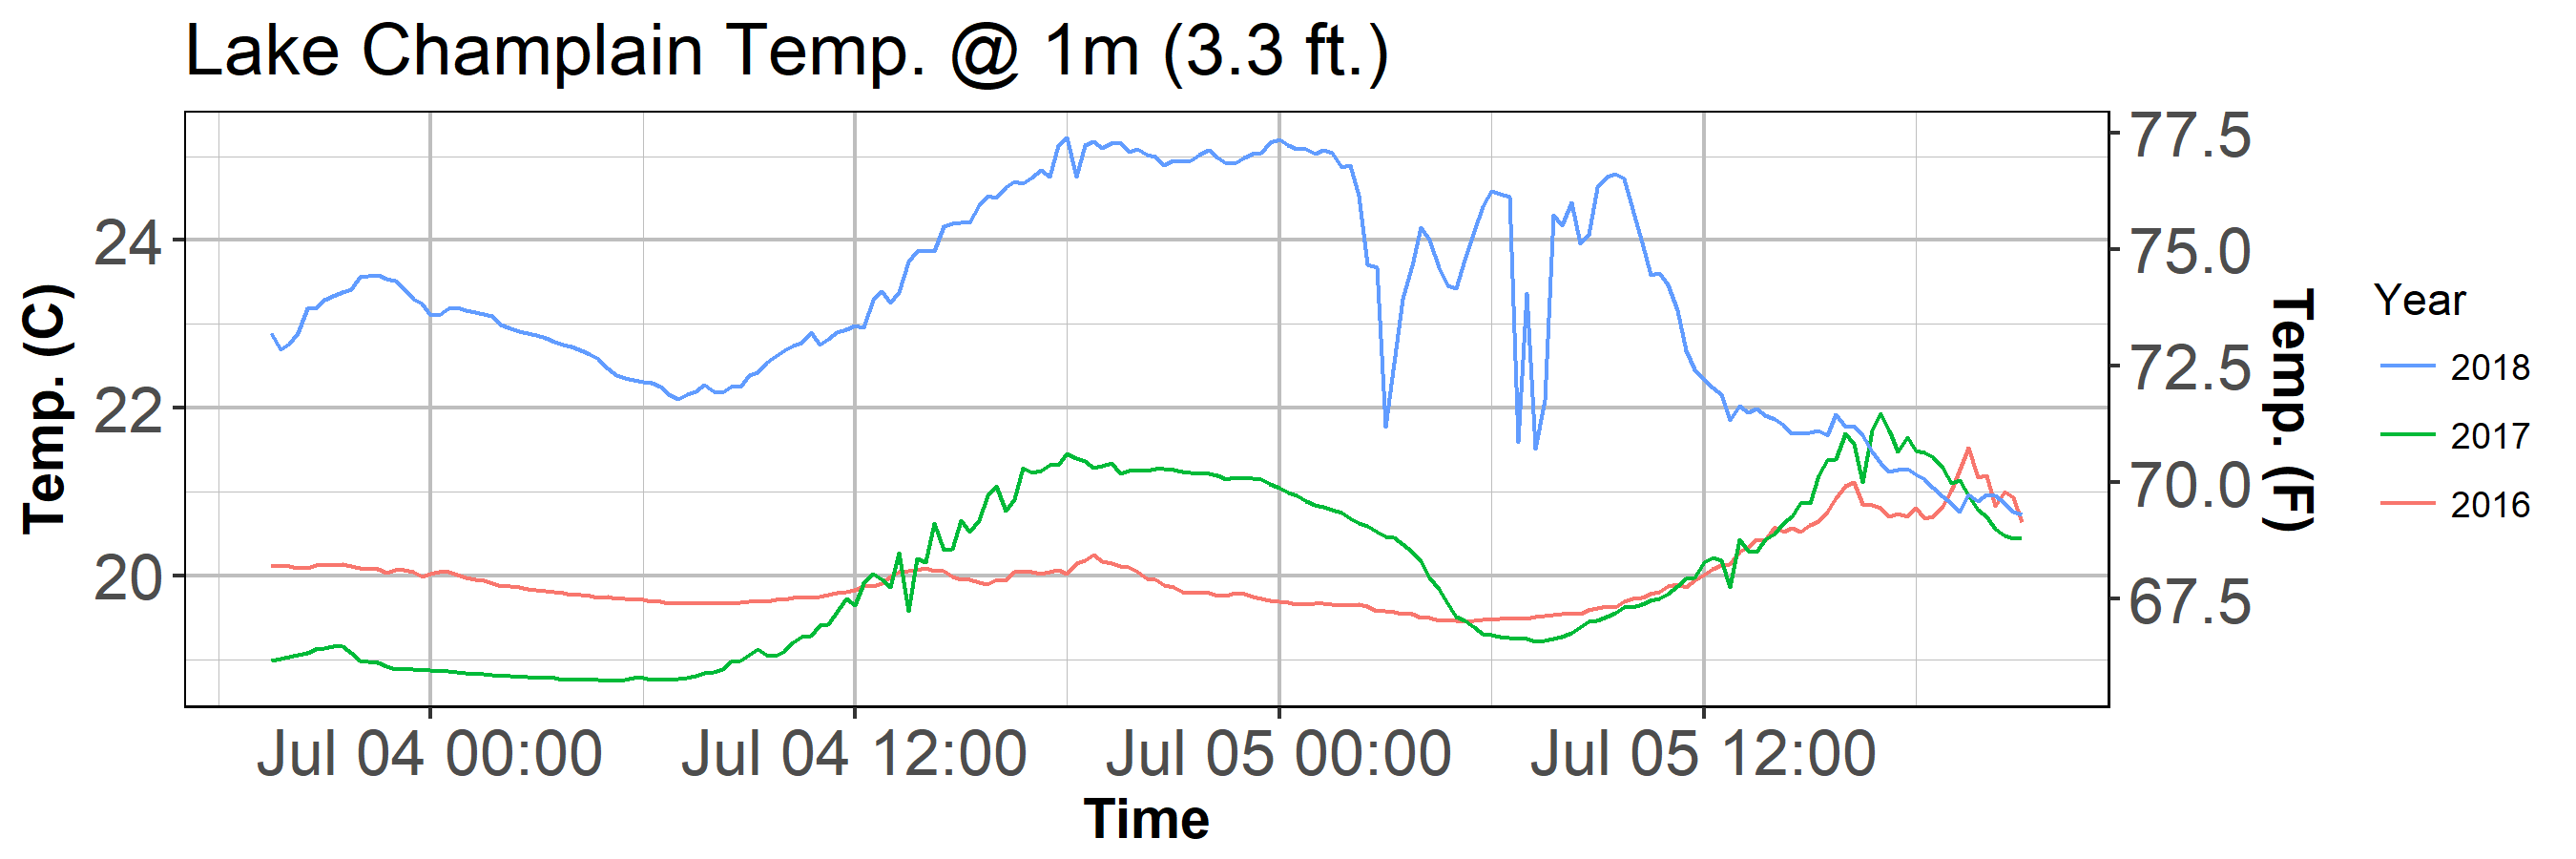 Lake Champlain Temp. @ 1m (3.3 ft.)
Temp. (C)
24
22
20
77.5
75.0
72.5
70.0
67.5
Temp. (F)
Jul 04 00:00
Jul 04 12:00
Jul 05 00:00
Jul 05 12:00
Time
Year
2018
2017
2016